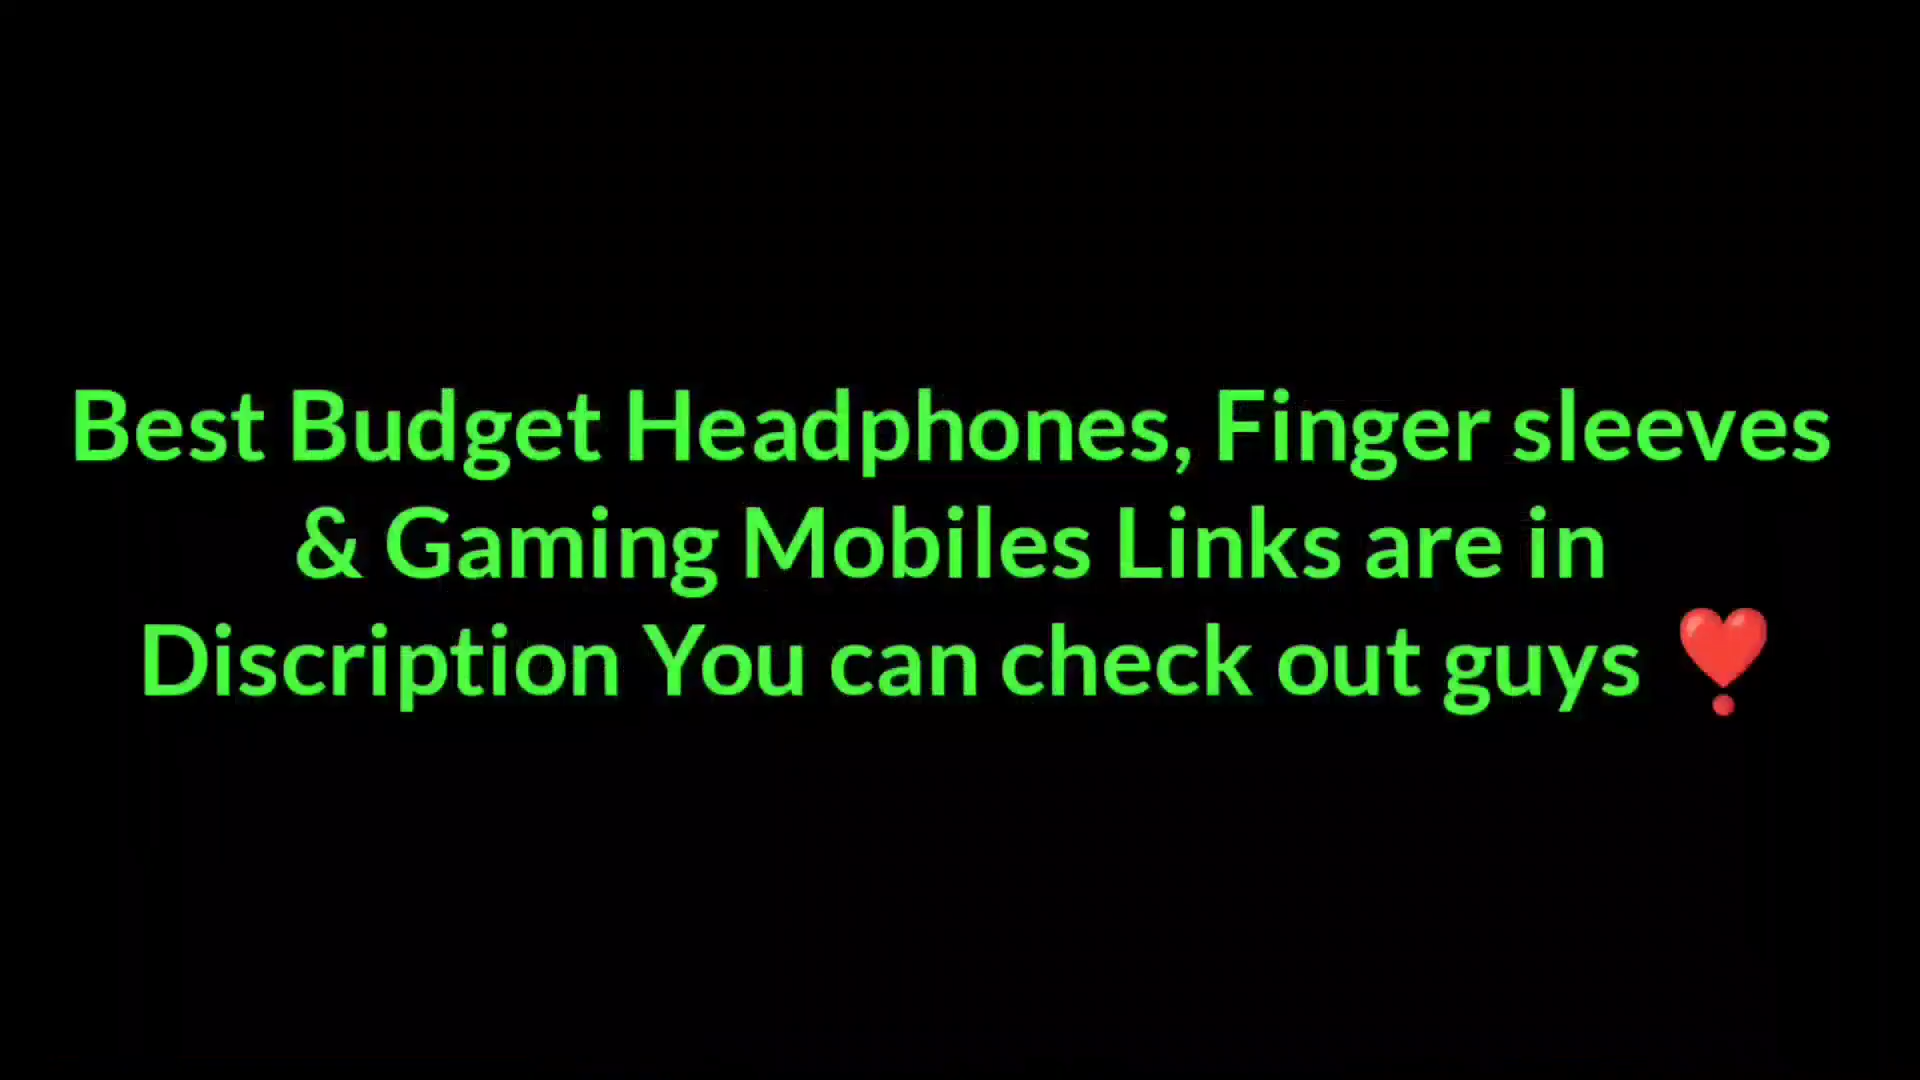 Best Budget Headphones, Finger sleeves
& Gaming Mobiles Links are in
Discription You can check out guys ❣️